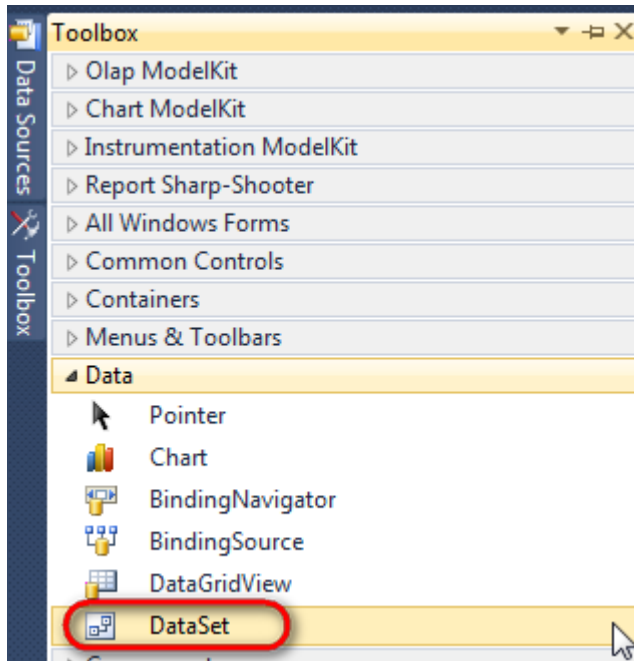 Toolbox
Data Sources
Toolbox
Olap ModelKit
Chart ModelKit
Instrumentation ModelKit
Report Sharp-Shooter
All Windows Forms
Common Controls
Containers
Menus & Toolbars
Data
Pointer
Chart
BindingNavigator
BindingSource
DataGridView
DataSet